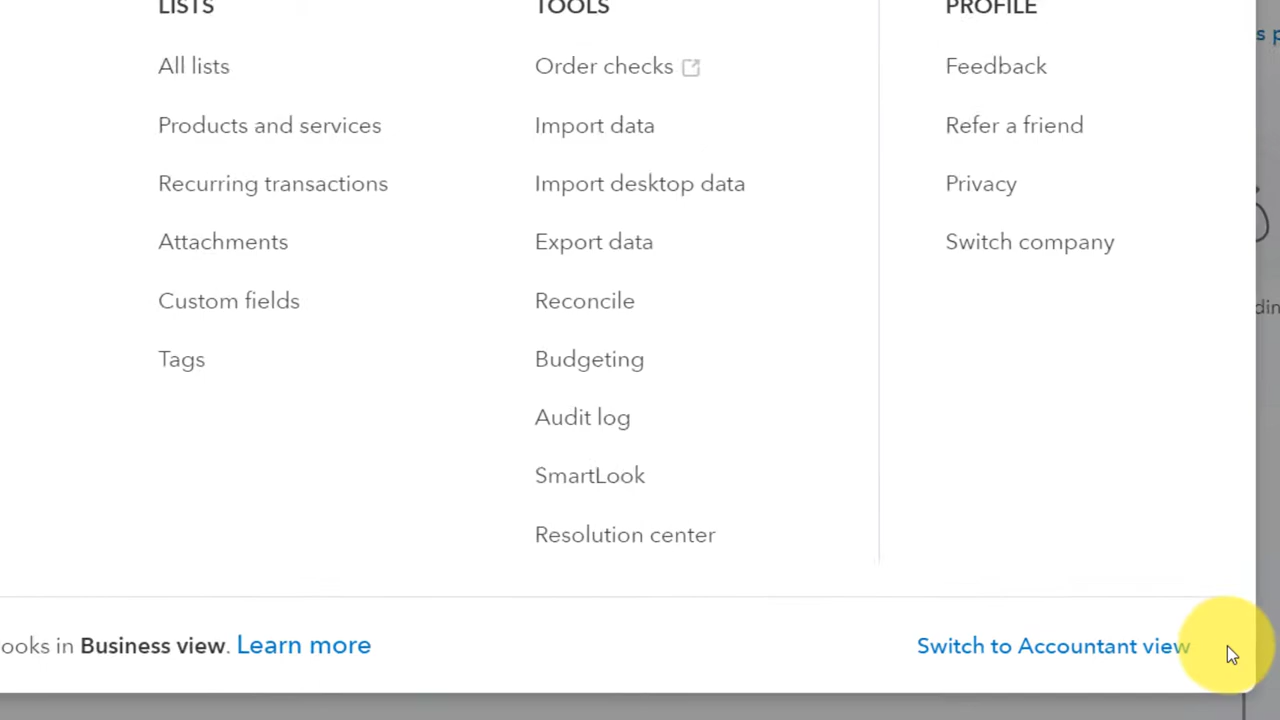 LISTS
All lists
Products and services
Recurring transactions
Attachments
Custom fields
Tags
TOOLS
Order checks
Import data
Import desktop data
Export data
Reconcile
Budgeting
Audit log
SmartLook
Resolution center
PROFILE
Feedback
Refer a friend
Privacy
Switch company
in Business view. Learn more
Switch to Accountant view